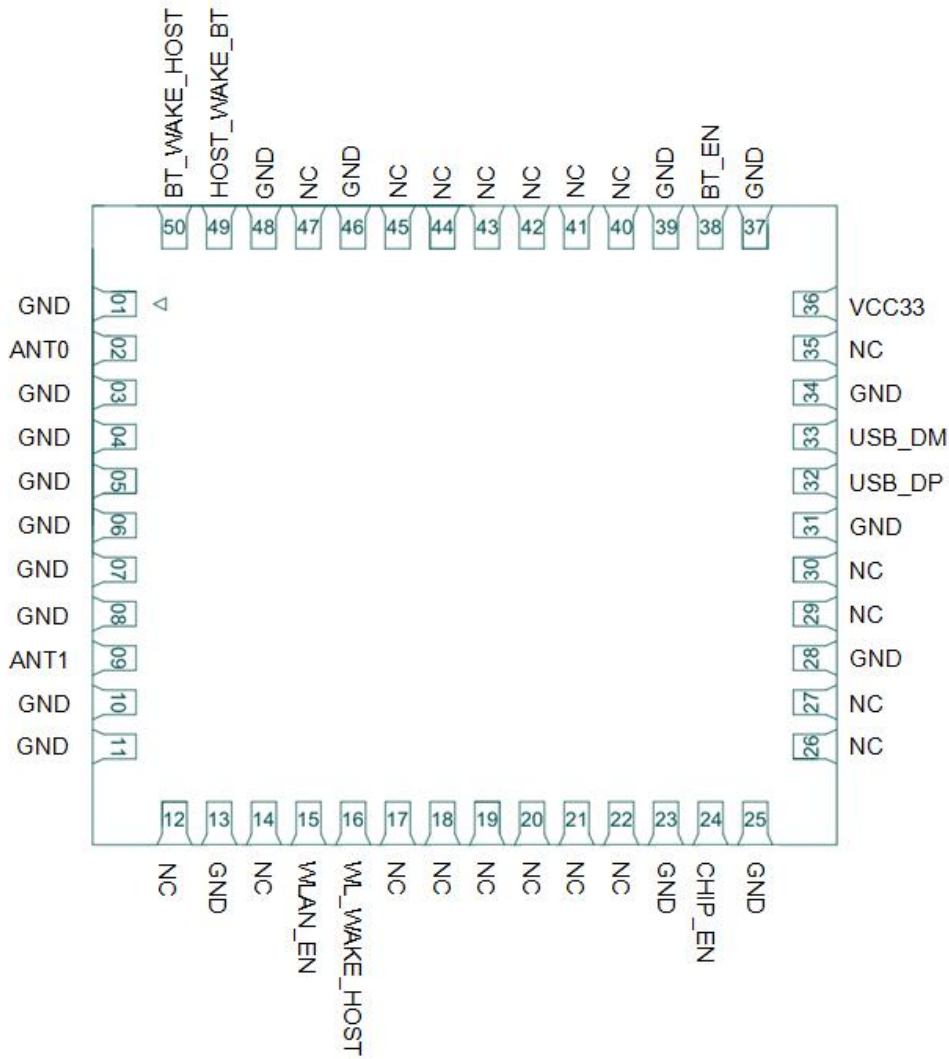 BT_WAKE_HOST
HOST_WAKE_BT
GND
NC
GND
NC
NC
NC
NC
NC
NC
GND
BT_EN
GND
50 49 48 47 46 45 44 43 42 41 40 39 38 37
GND 01
ANT0 02
GND 03
GND 04
GND 05
GND 06
GND 07
GND 08
ANT1 09
GND 10
GND 11
36 VCC33
35 NC
34 GND
33 USB_DM
32 USB_DP
31 GND
30 NC
29 NC
28 GND
27 NC
26 NC
12 13 14 15 16 17 18 19 20 21 22 23 24 25
NC
GND
NC
WLAN_EN
WL_WAKE_HOST
NC
NC
NC
NC
NC
NC
GND
CHIP_EN
GND